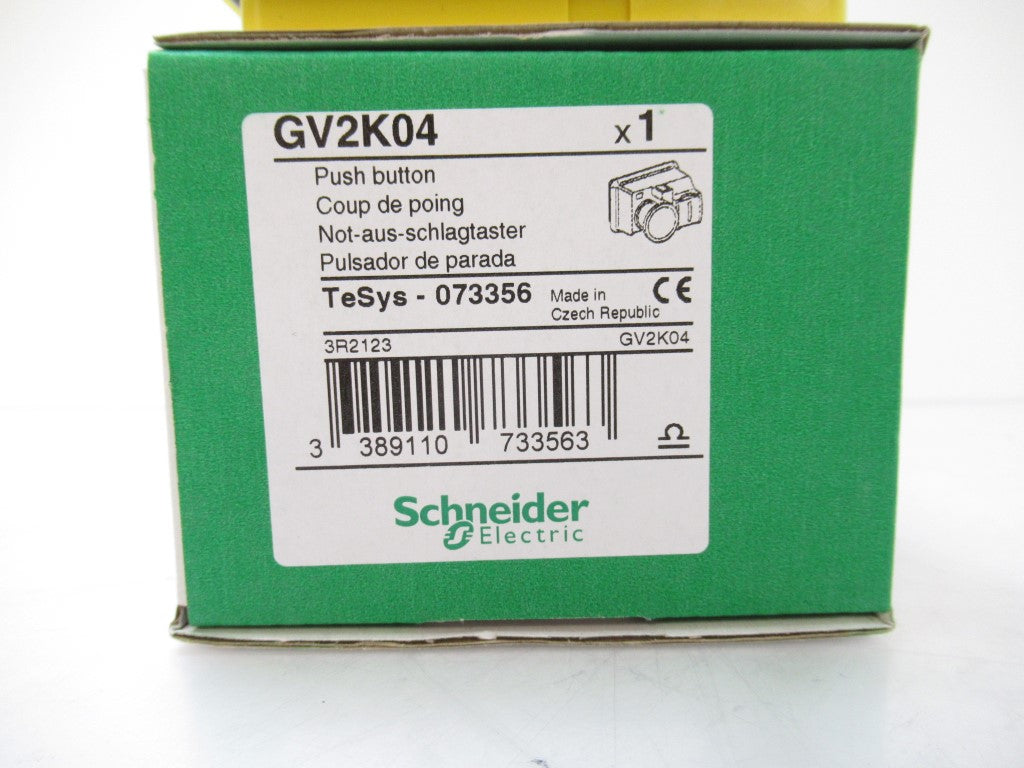 GV2K04 x 1
Push button
Coup de poing
Not-aus-schlagtaster
Pulsador de parada
TeSys - 073356 Made in Czech Republic CE
3R2123 GV2K04
3 389110 733563
Schneider
Electric